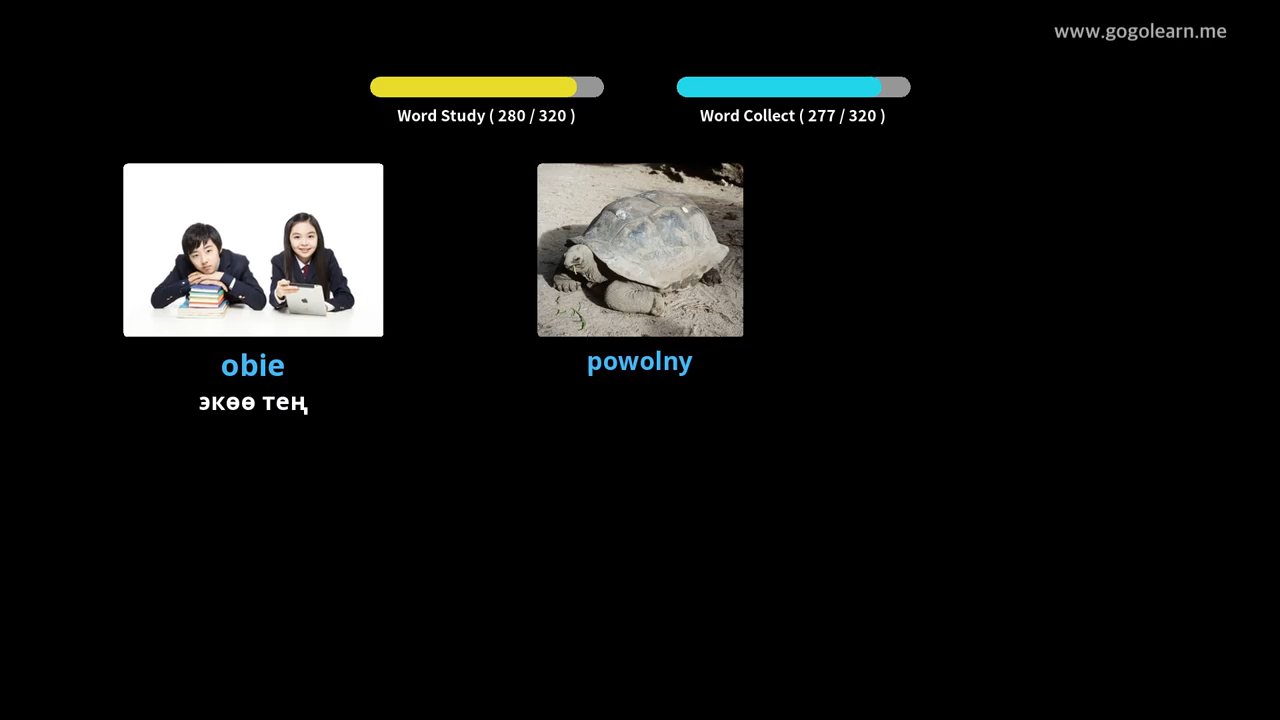 www.gogolearn.me
Word Study ( 280 / 320 )
Word Collect ( 277 / 320 )
obie
экөө тең
powolny